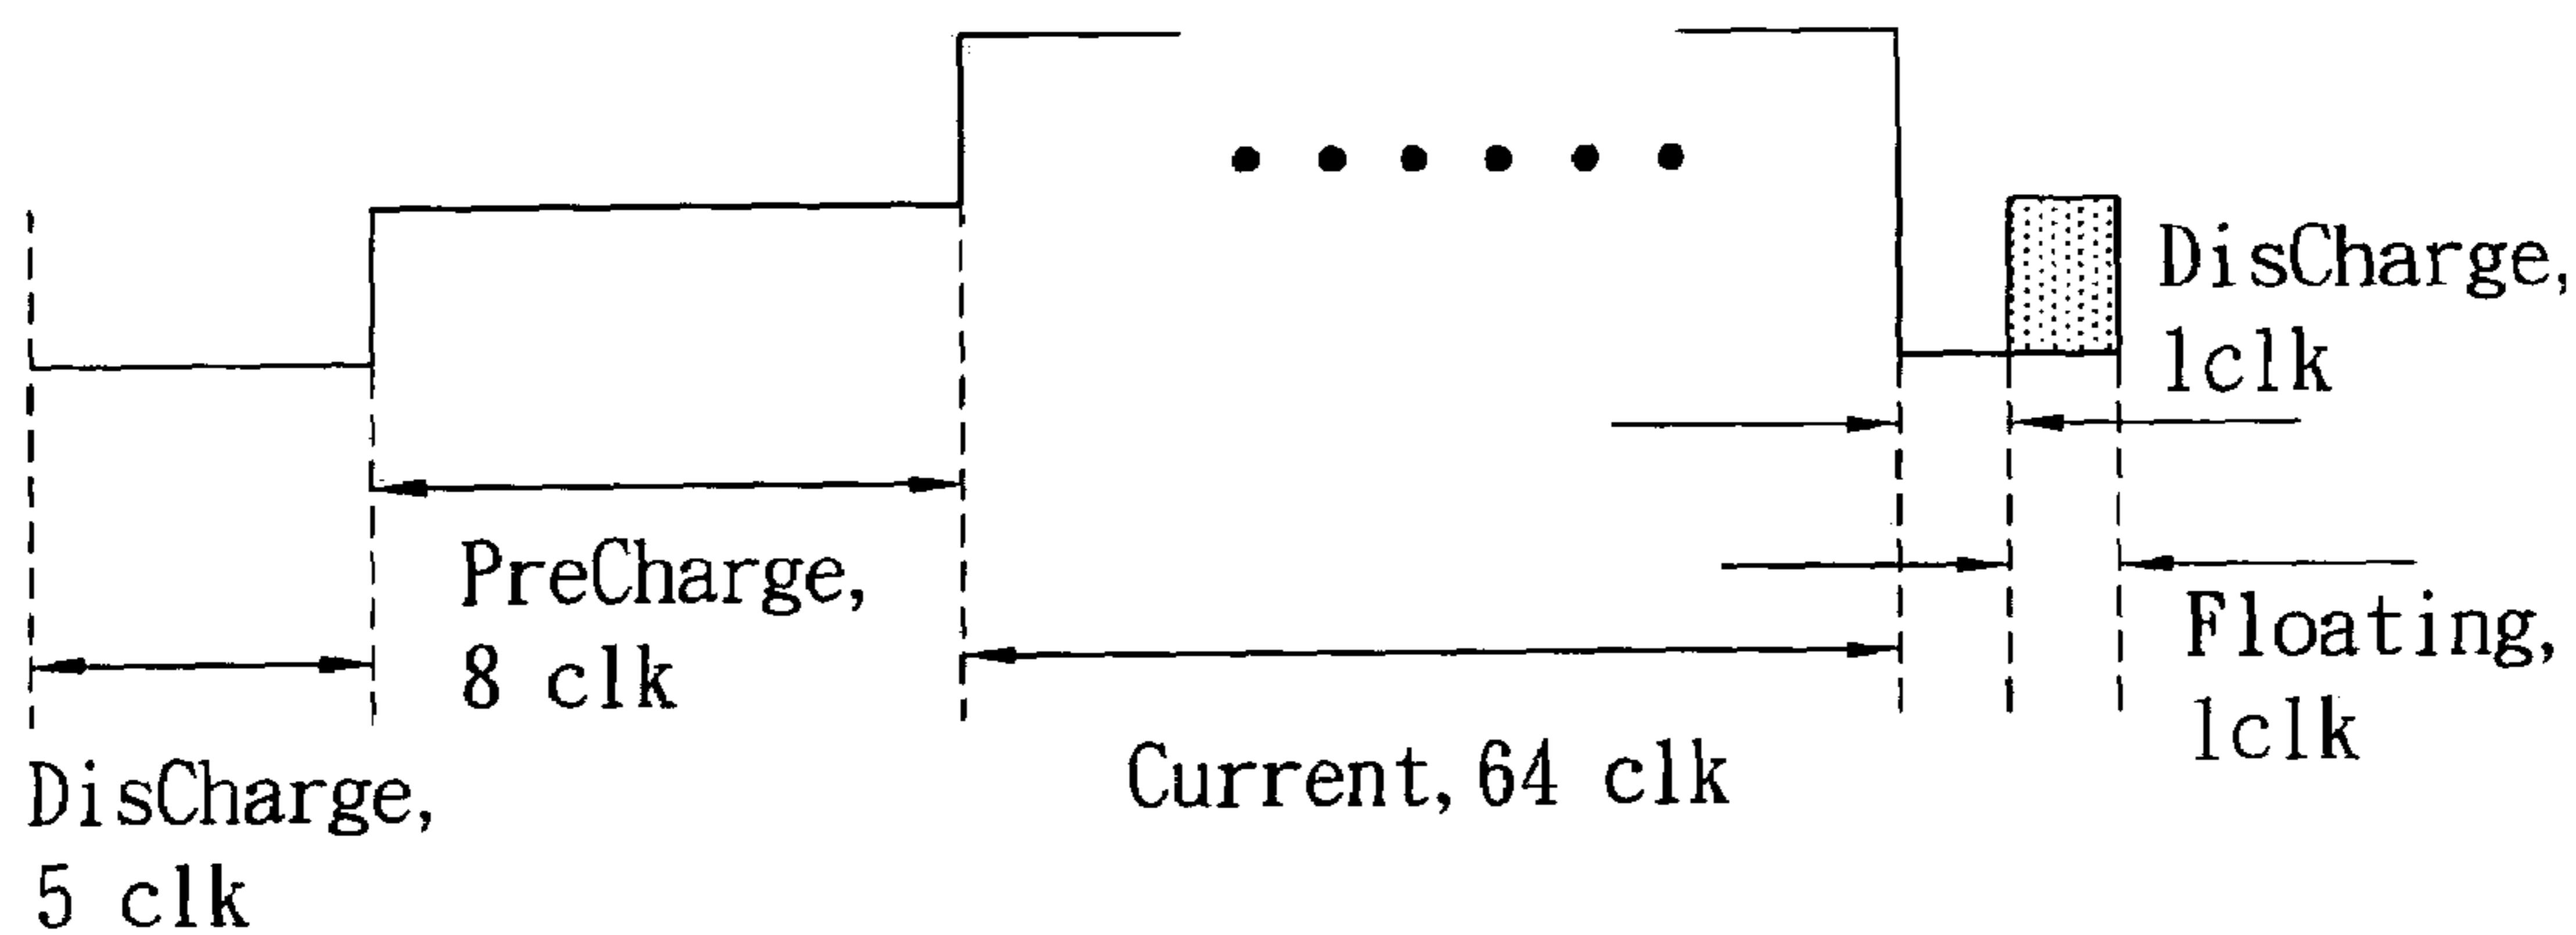 DisCharge,
1clk
PreCharge,
8 clk
Floating,
1clk
Current, 64 clk
DisCharge,
5 clk